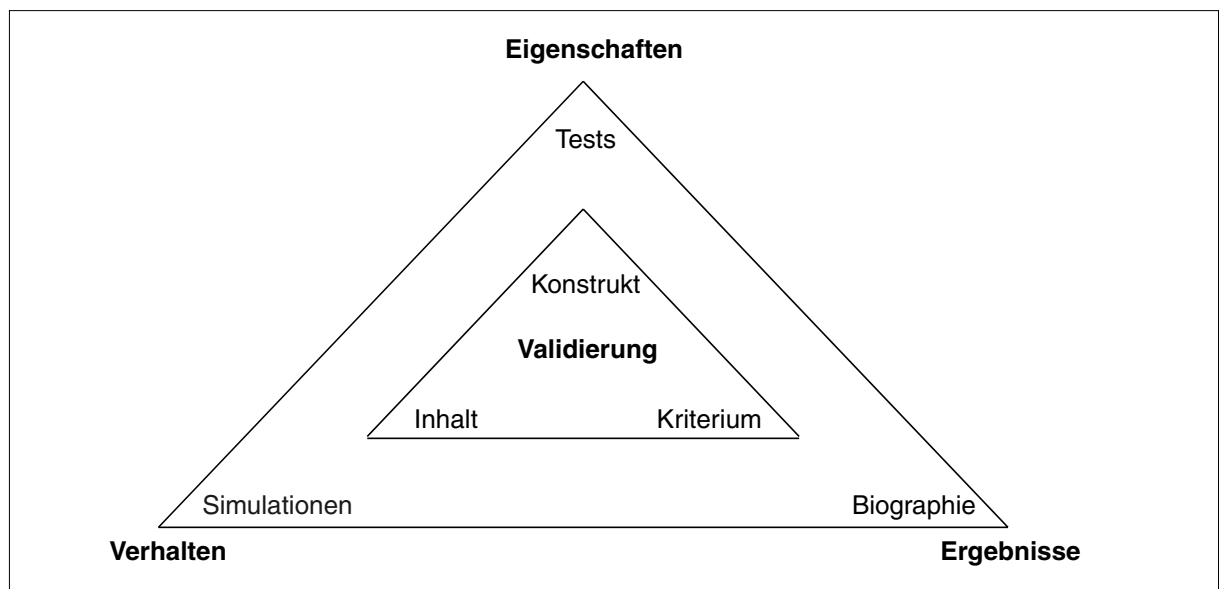 Eigenschaften
Tests
Konstrukt
Validierung
Inhalt Kriterium
Simulationen Biographie
Verhalten Ergebnisse